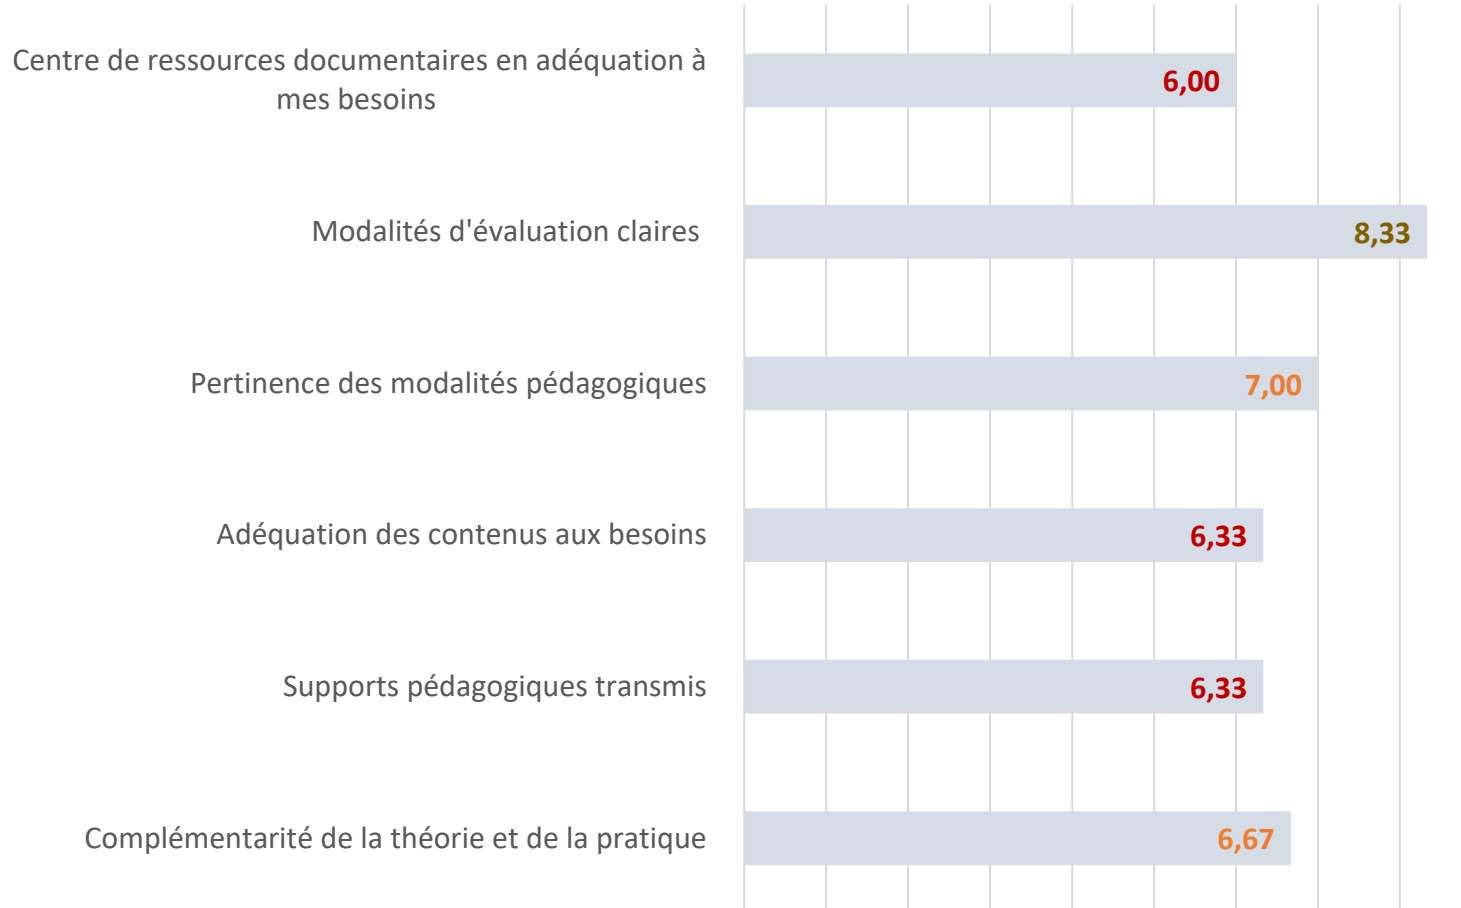 Centre de ressources documentaires en adéquation à
mes besoins
6,00
Modalités d'évaluation claires
8,33
Pertinence des modalités pédagogiques
7,00
Adéquation des contenus aux besoins
6,33
Supports pédagogiques transmis
6,33
Complémentarité de la théorie et de la pratique
6,67